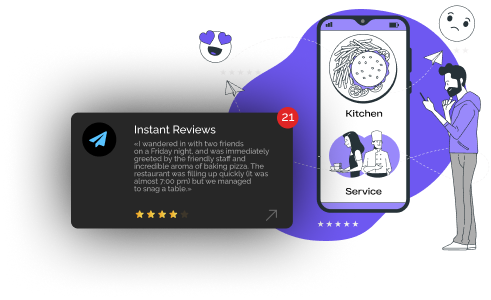 21
Instant Reviews
«I wandered in with two friends
on a Friday night, and was immediately
greeted by the friendly staff and
incredible aroma of baking pizza. The
restaurant was filling up quickly (it was
almost 7:00 pm) but we managed
to snag a table.»
Kitchen
Service